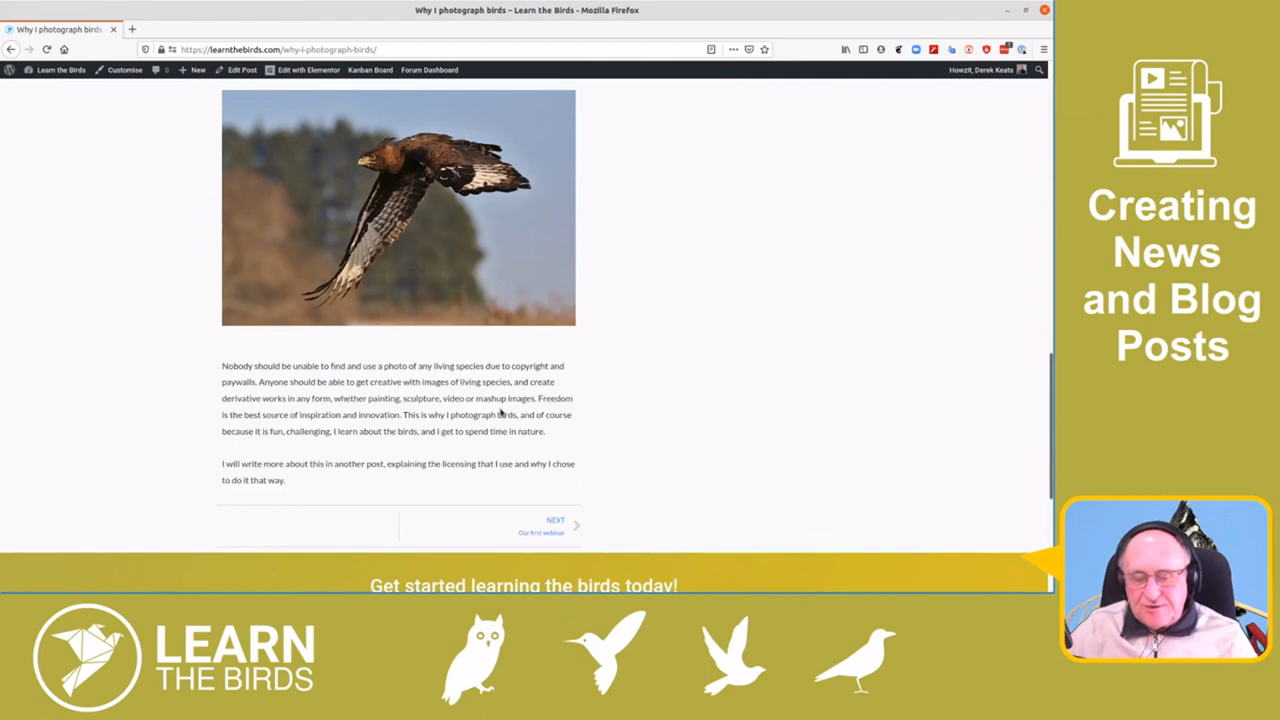 Why I photograph birds – Learn the Birds - Mozilla Firefox
Why I photograph birds
https://learnthebirds.com/why-i-photograph-birds/
Learn the Birds Customise 0 New Edit Post Edit with Elementor Kanban Board Forum Dashboard Howzit, Derek Keats
Nobody should be unable to find and use a photo of any living species due to copyright and
paywalls. Anyone should be able to get creative with images of living species, and create
derivative works in any form, whether painting, sculpture, video or mashup images. Freedom
is the best source of inspiration and innovation. This is why I photograph birds, and of course
because it is fun, challenging, I learn about the birds, and I get to spend time in nature.
I will write more about this in another post, explaining the licensing that I use and why I chose
to do it that way.
NEXT
Our first webinar
Get started learning the birds today!
Creating
News
and Blog
Posts
LEARN
THE BIRDS